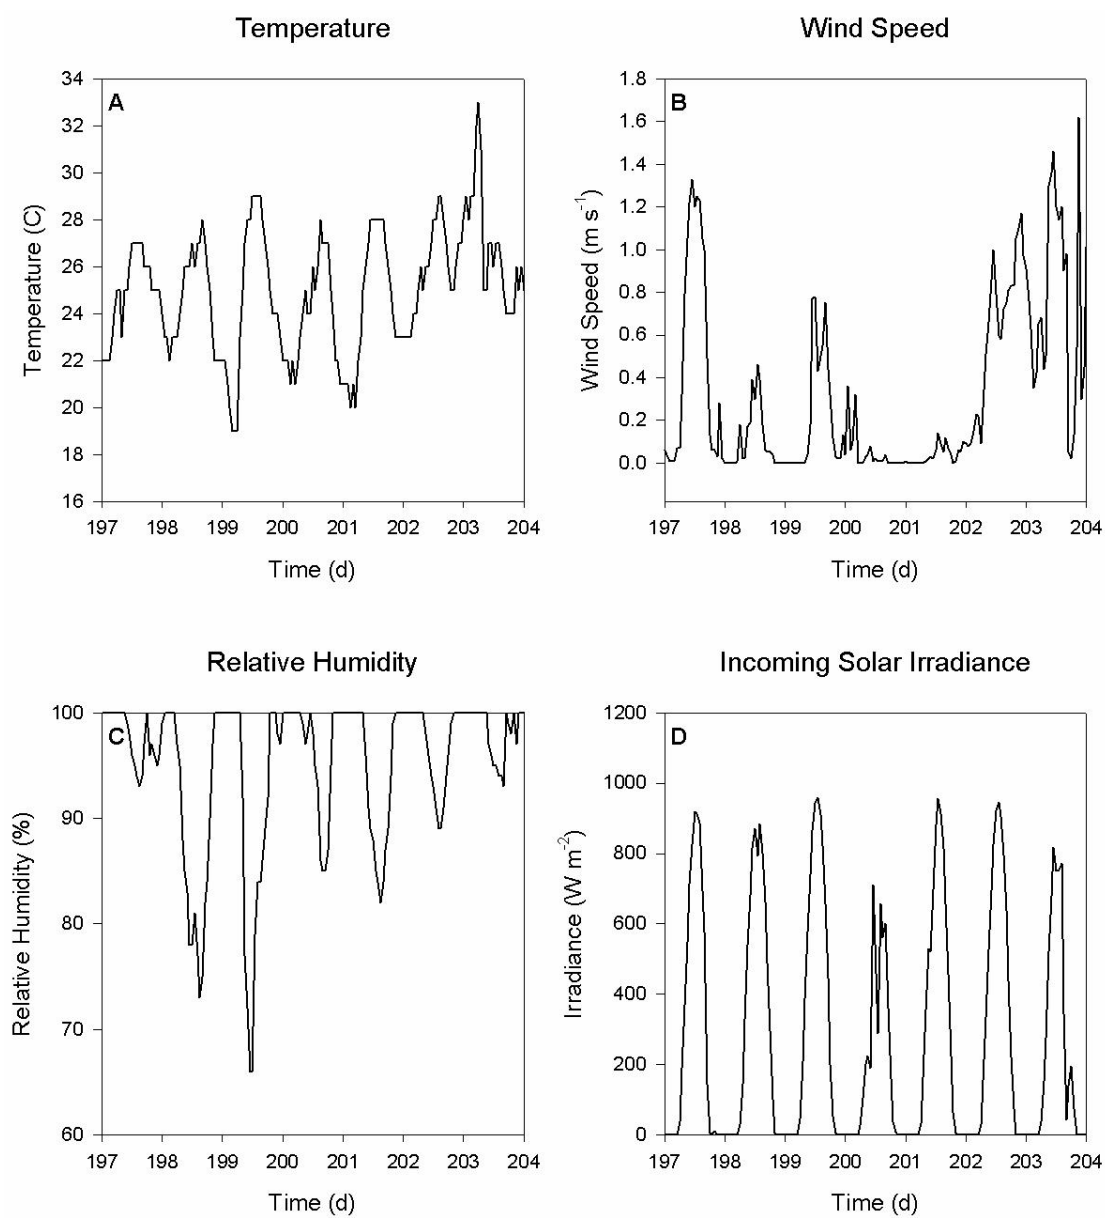 Temperature
A
Temperature (C)
34
32
30
28
26
24
22
20
18
16
197 198 199 200 201 202 203 204
Time (d)
Wind Speed
B
Wind Speed (m s⁻¹)
1.8
1.6
1.4
1.2
1.0
0.8
0.6
0.4
0.2
0.0
197 198 199 200 201 202 203 204
Time (d)
Relative Humidity
C
Relative Humidity (%)
100
90
80
70
60
197 198 199 200 201 202 203 204
Time (d)
Incoming Solar Irradiance
D
Irradiance (W m⁻²)
1200
1000
800
600
400
200
0
197 198 199 200 201 202 203 204
Time (d)